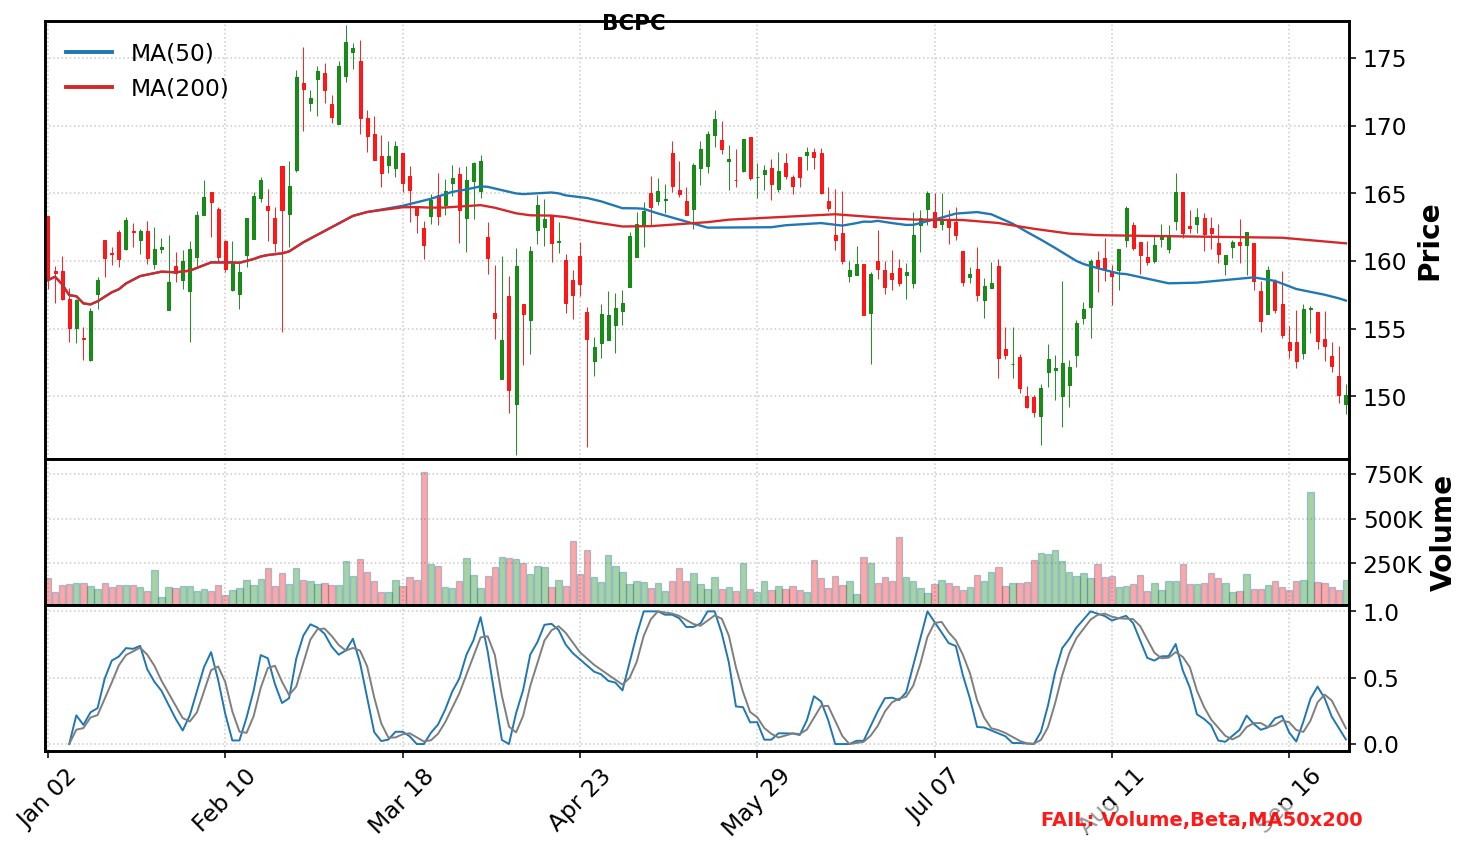 BCPC
MA(50)
MA(200)
175
170
165
160
155
150
Price
750K
500K
250K
Volume
1.0
0.5
0.0
Jan 02
Feb 10
Mar 18
Apr 23
May 29
Jul 07
Aug 11
Sep 16
FAIL: Volume,Beta,MA50x200